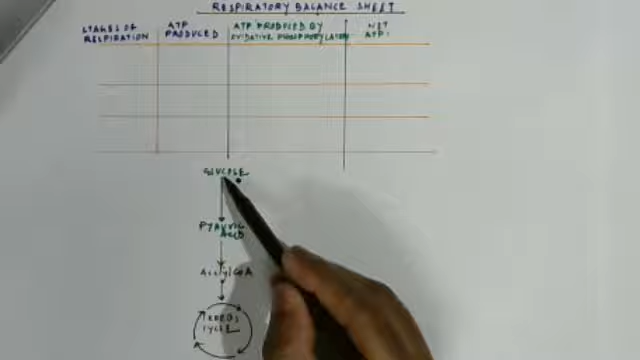 RESPIRATORY BALANCE SHEET
STAGES OF RESPIRATION
ATP PRODUCED
ATP PRODUCED BY OXIDATIVE PHOSPHORYLATION
NET ATP:
GLUCOSE
PYRUVIC ACID
Acetyl CoA
KREBS CYCLE